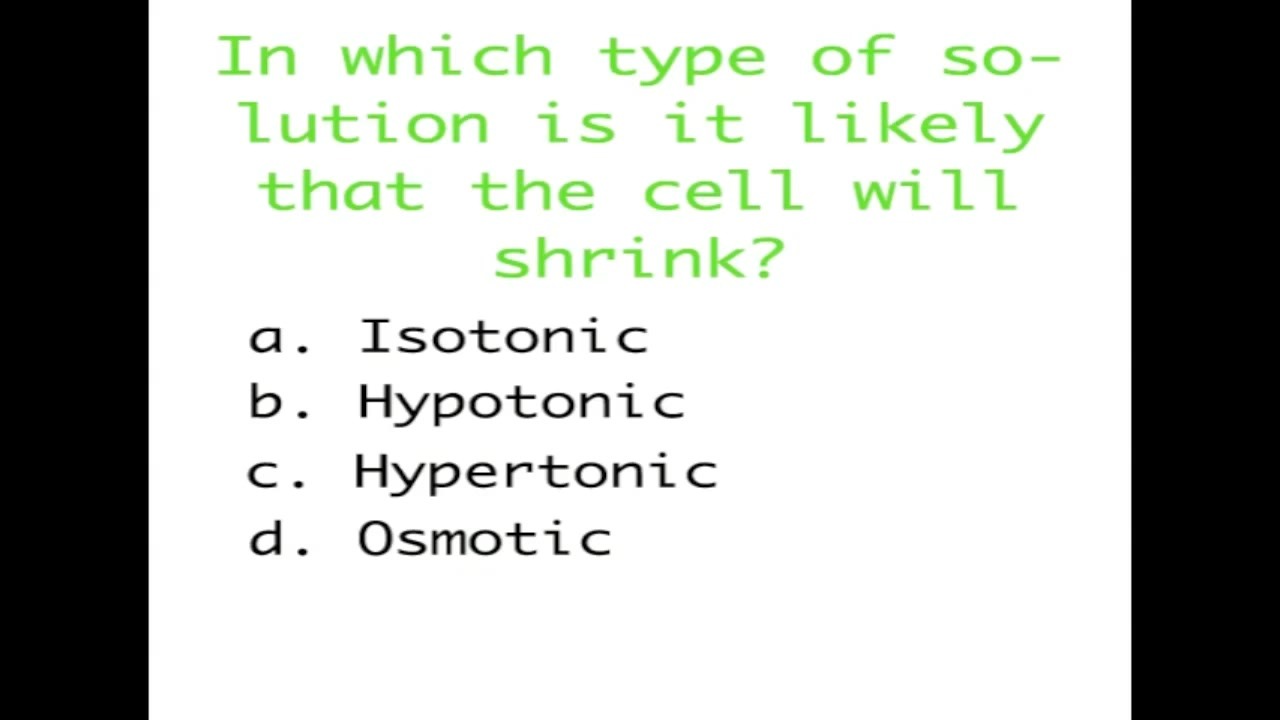 In which type of so-
lution is it likely
that the cell will
shrink?
a. Isotonic
b. Hypotonic
c. Hypertonic
d. Osmotic